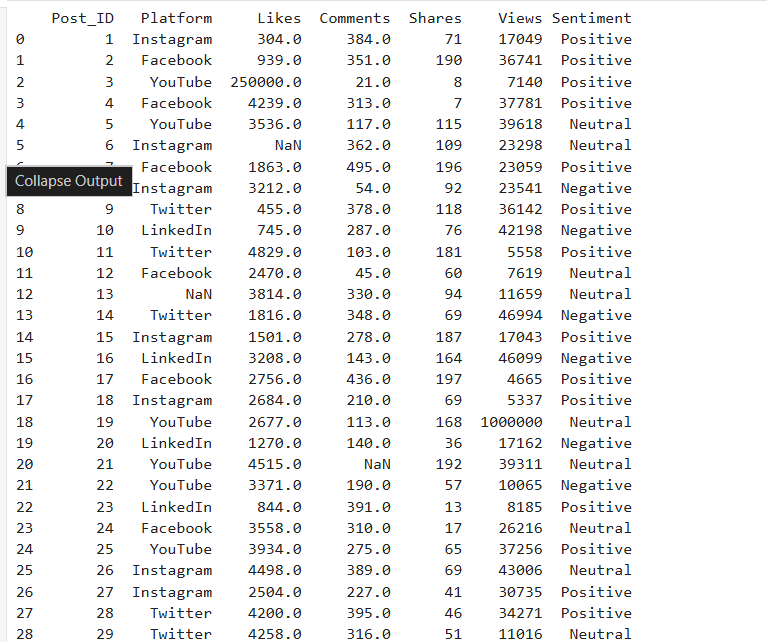 Post_ID Platform Likes Comments Shares Views Sentiment
0 1 Instagram 304.0 384.0 71 17049 Positive
1 2 Facebook 939.0 351.0 190 36741 Positive
2 3 YouTube 250000.0 21.0 8 7140 Positive
3 4 Facebook 4239.0 313.0 7 37781 Positive
4 5 YouTube 3536.0 117.0 115 39618 Neutral
5 6 Instagram NaN 362.0 109 23298 Neutral
Facebook 1863.0 495.0 196 23059 Positive
Collapse Output
Instagram 3212.0 54.0 92 23541 Negative
8 9 Twitter 455.0 378.0 118 36142 Positive
9 10 LinkedIn 745.0 287.0 76 42198 Negative
10 11 Twitter 4829.0 103.0 181 5558 Positive
11 12 Facebook 2470.0 45.0 60 7619 Neutral
12 13 NaN 3814.0 330.0 94 11659 Neutral
13 14 Twitter 1816.0 348.0 69 46994 Negative
14 15 Instagram 1501.0 278.0 187 17043 Positive
15 16 LinkedIn 3208.0 143.0 164 46099 Negative
16 17 Facebook 2756.0 436.0 197 4665 Positive
17 18 Instagram 2684.0 210.0 69 5337 Positive
18 19 YouTube 2677.0 113.0 168 1000000 Neutral
19 20 LinkedIn 1270.0 140.0 36 17162 Negative
20 21 YouTube 4515.0 NaN 192 39311 Neutral
21 22 YouTube 3371.0 190.0 57 10065 Negative
22 23 LinkedIn 844.0 391.0 13 8185 Positive
23 24 Facebook 3558.0 310.0 17 26216 Neutral
24 25 YouTube 3934.0 275.0 65 37256 Positive
25 26 Instagram 4498.0 389.0 69 43006 Neutral
26 27 Instagram 2504.0 227.0 41 30735 Positive
27 28 Twitter 4200.0 395.0 46 34271 Positive
28 29 Twitter 4258.0 316.0 51 11016 Neutral